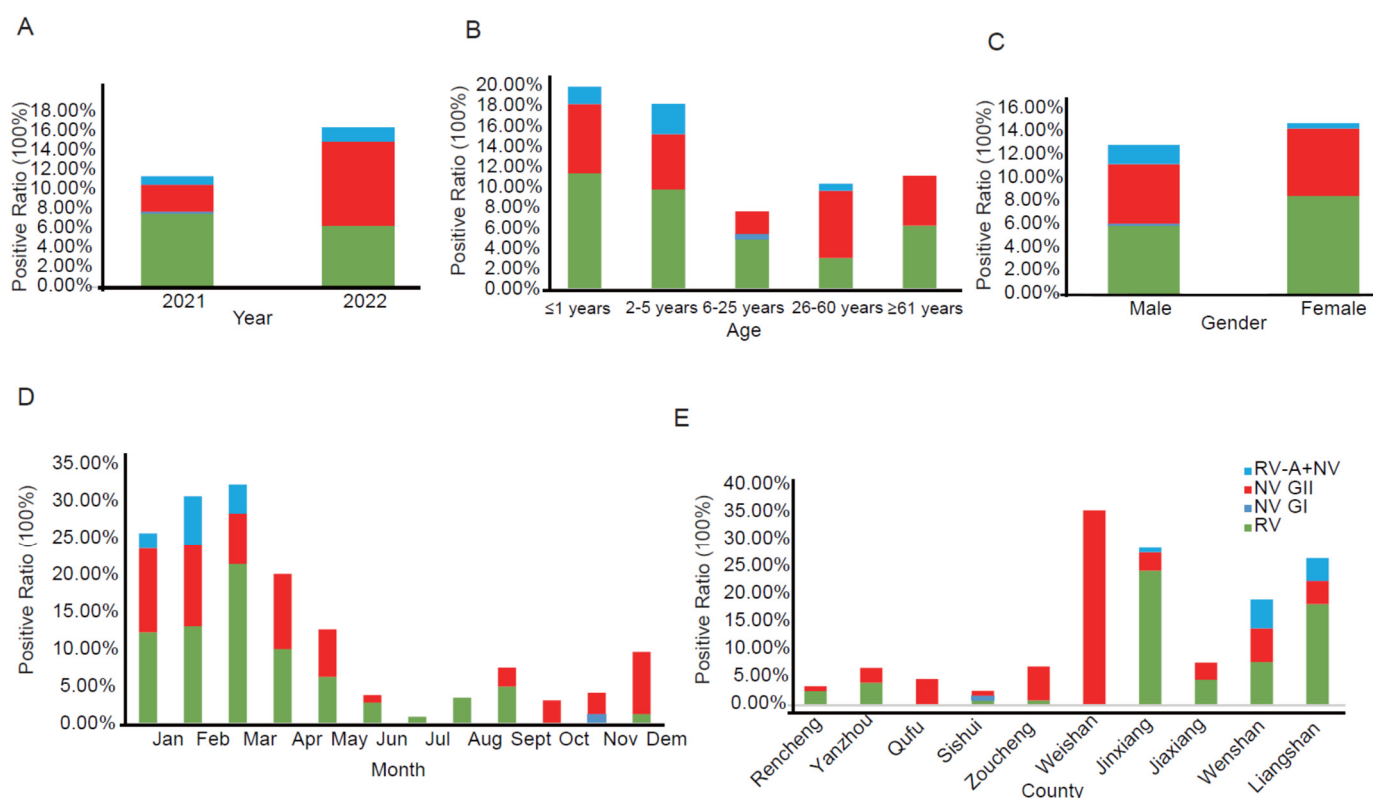 A
Positive Ratio (100%)
18.00%
16.00%
14.00%
12.00%
10.00%
8.00%
6.00%
4.00%
2.00%
0.00%
2021 2022
Year
B
Positive Ratio (100%)
20.00%
18.00%
16.00%
14.00%
12.00%
10.00%
8.00%
6.00%
4.00%
2.00%
0.00%
≤1 years 2-5 years 6-25 years 26-60 years ≥61 years
Age
C
Positive Ratio (100%)
16.00%
14.00%
12.00%
10.00%
8.00%
6.00%
4.00%
2.00%
0.00%
Male Female
Gender
D
Positive Ratio (100%)
35.00%
30.00%
25.00%
20.00%
15.00%
10.00%
5.00%
0.00%
Jan Feb Mar Apr May Jun Jul Aug Sept Oct Nov Dem
Month
E
Positive Ratio (100%)
40.00%
35.00%
30.00%
25.00%
20.00%
15.00%
10.00%
5.00%
0.00%
RV-A+NV
NV GII
NV GI
RV
Rencheng Yanzhou Qufu Sishui Zoucheng Weishan Jinxiang Jiaxiang Wenshan Liangshan
County